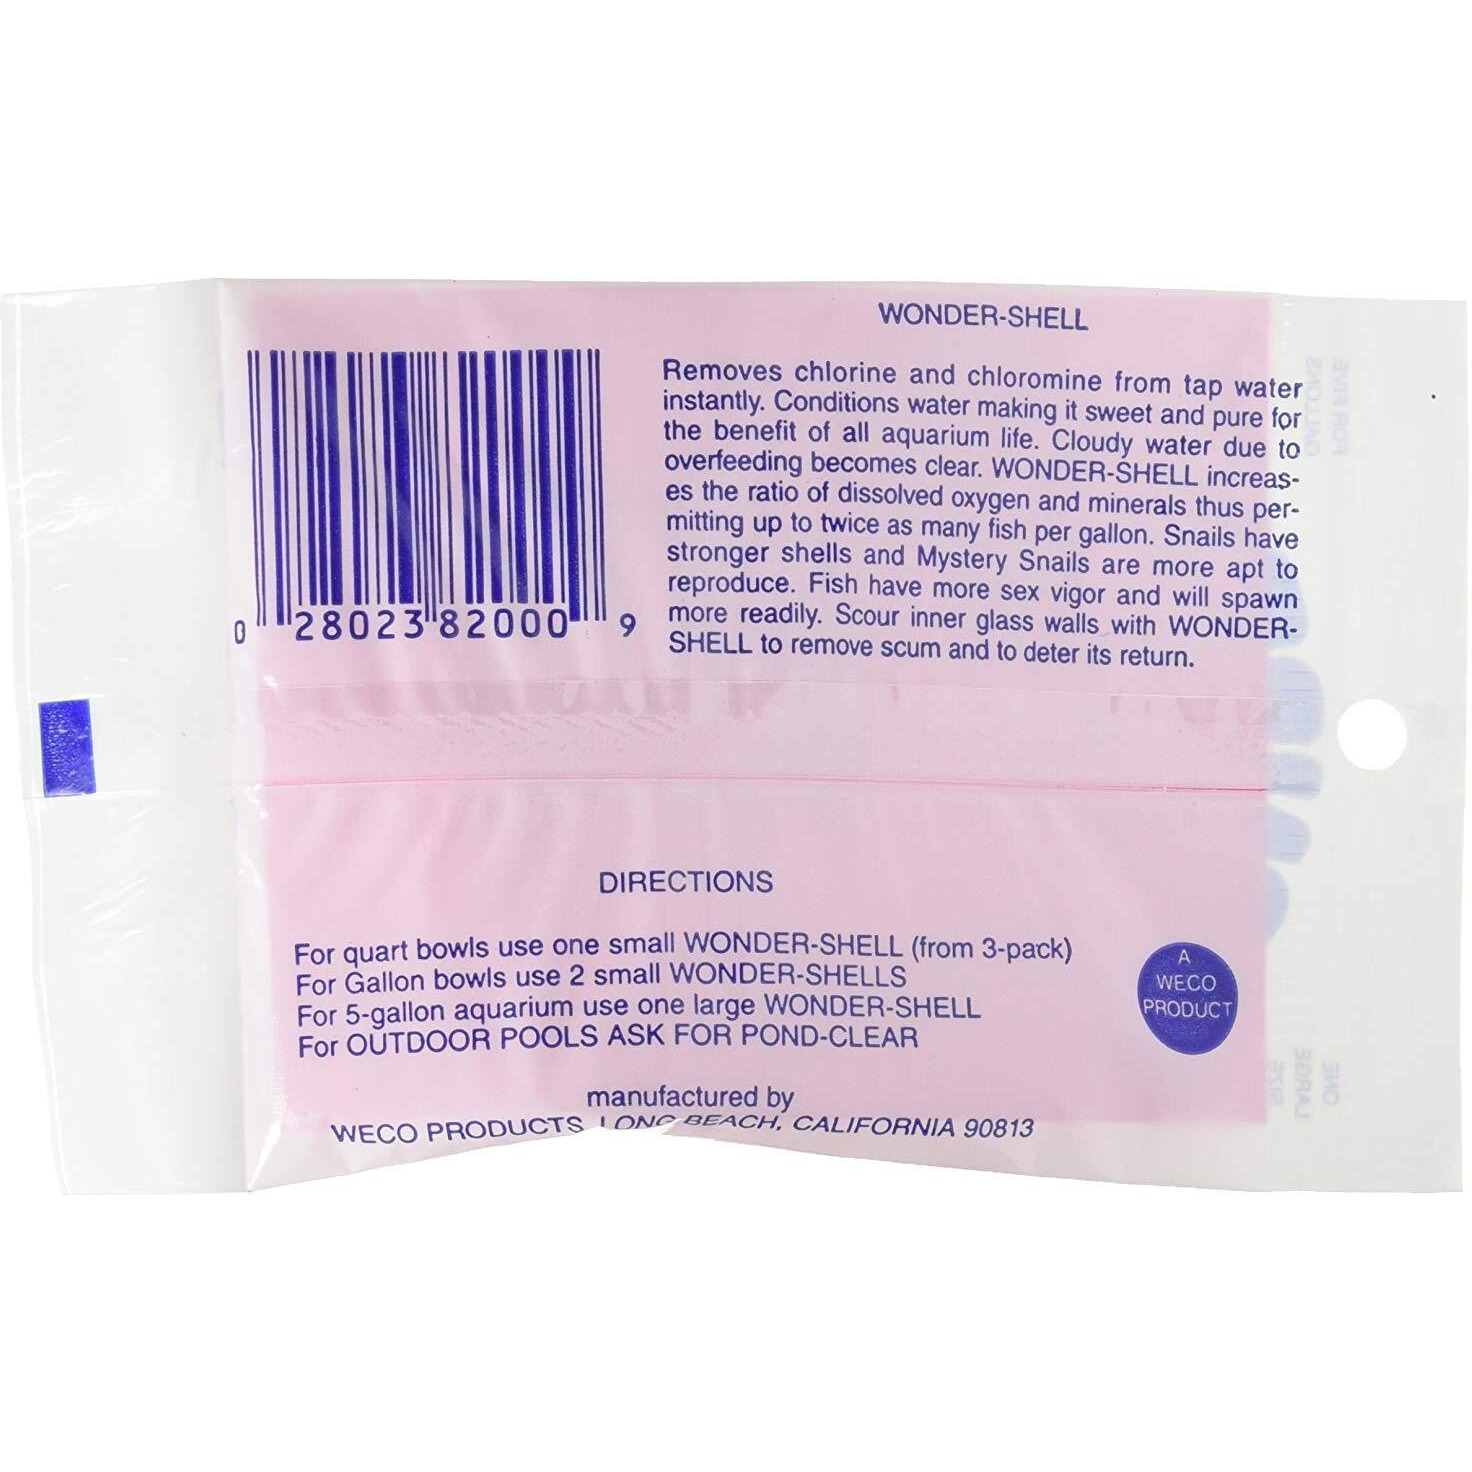 WONDER-SHELL
Removes chlorine and chloromine from tap water
instantly. Conditions water making it sweet and pure for
the benefit of all aquarium life. Cloudy water due to
overfeeding becomes clear. WONDER-SHELL increas-
es the ratio of dissolved oxygen and minerals thus per-
mitting up to twice as many fish per gallon. Snails have
stronger shells and Mystery Snails are more apt to
reproduce. Fish have more sex vigor and will spawn
more readily. Scour inner glass walls with WONDER-
SHELL to remove scum and to deter its return.
0 28023 82000 9
DIRECTIONS
For quart bowls use one small WONDER-SHELL (from 3-pack)
For Gallon bowls use 2 small WONDER-SHELLS
For 5-gallon aquarium use one large WONDER-SHELL
For OUTDOOR POOLS ASK FOR POND-CLEAR
manufactured by
WECO PRODUCTS LONG BEACH, CALIFORNIA 90813
A
WECO
PRODUCT
FOR FIVE
GALLONS
ONE
LARGE
SIZE